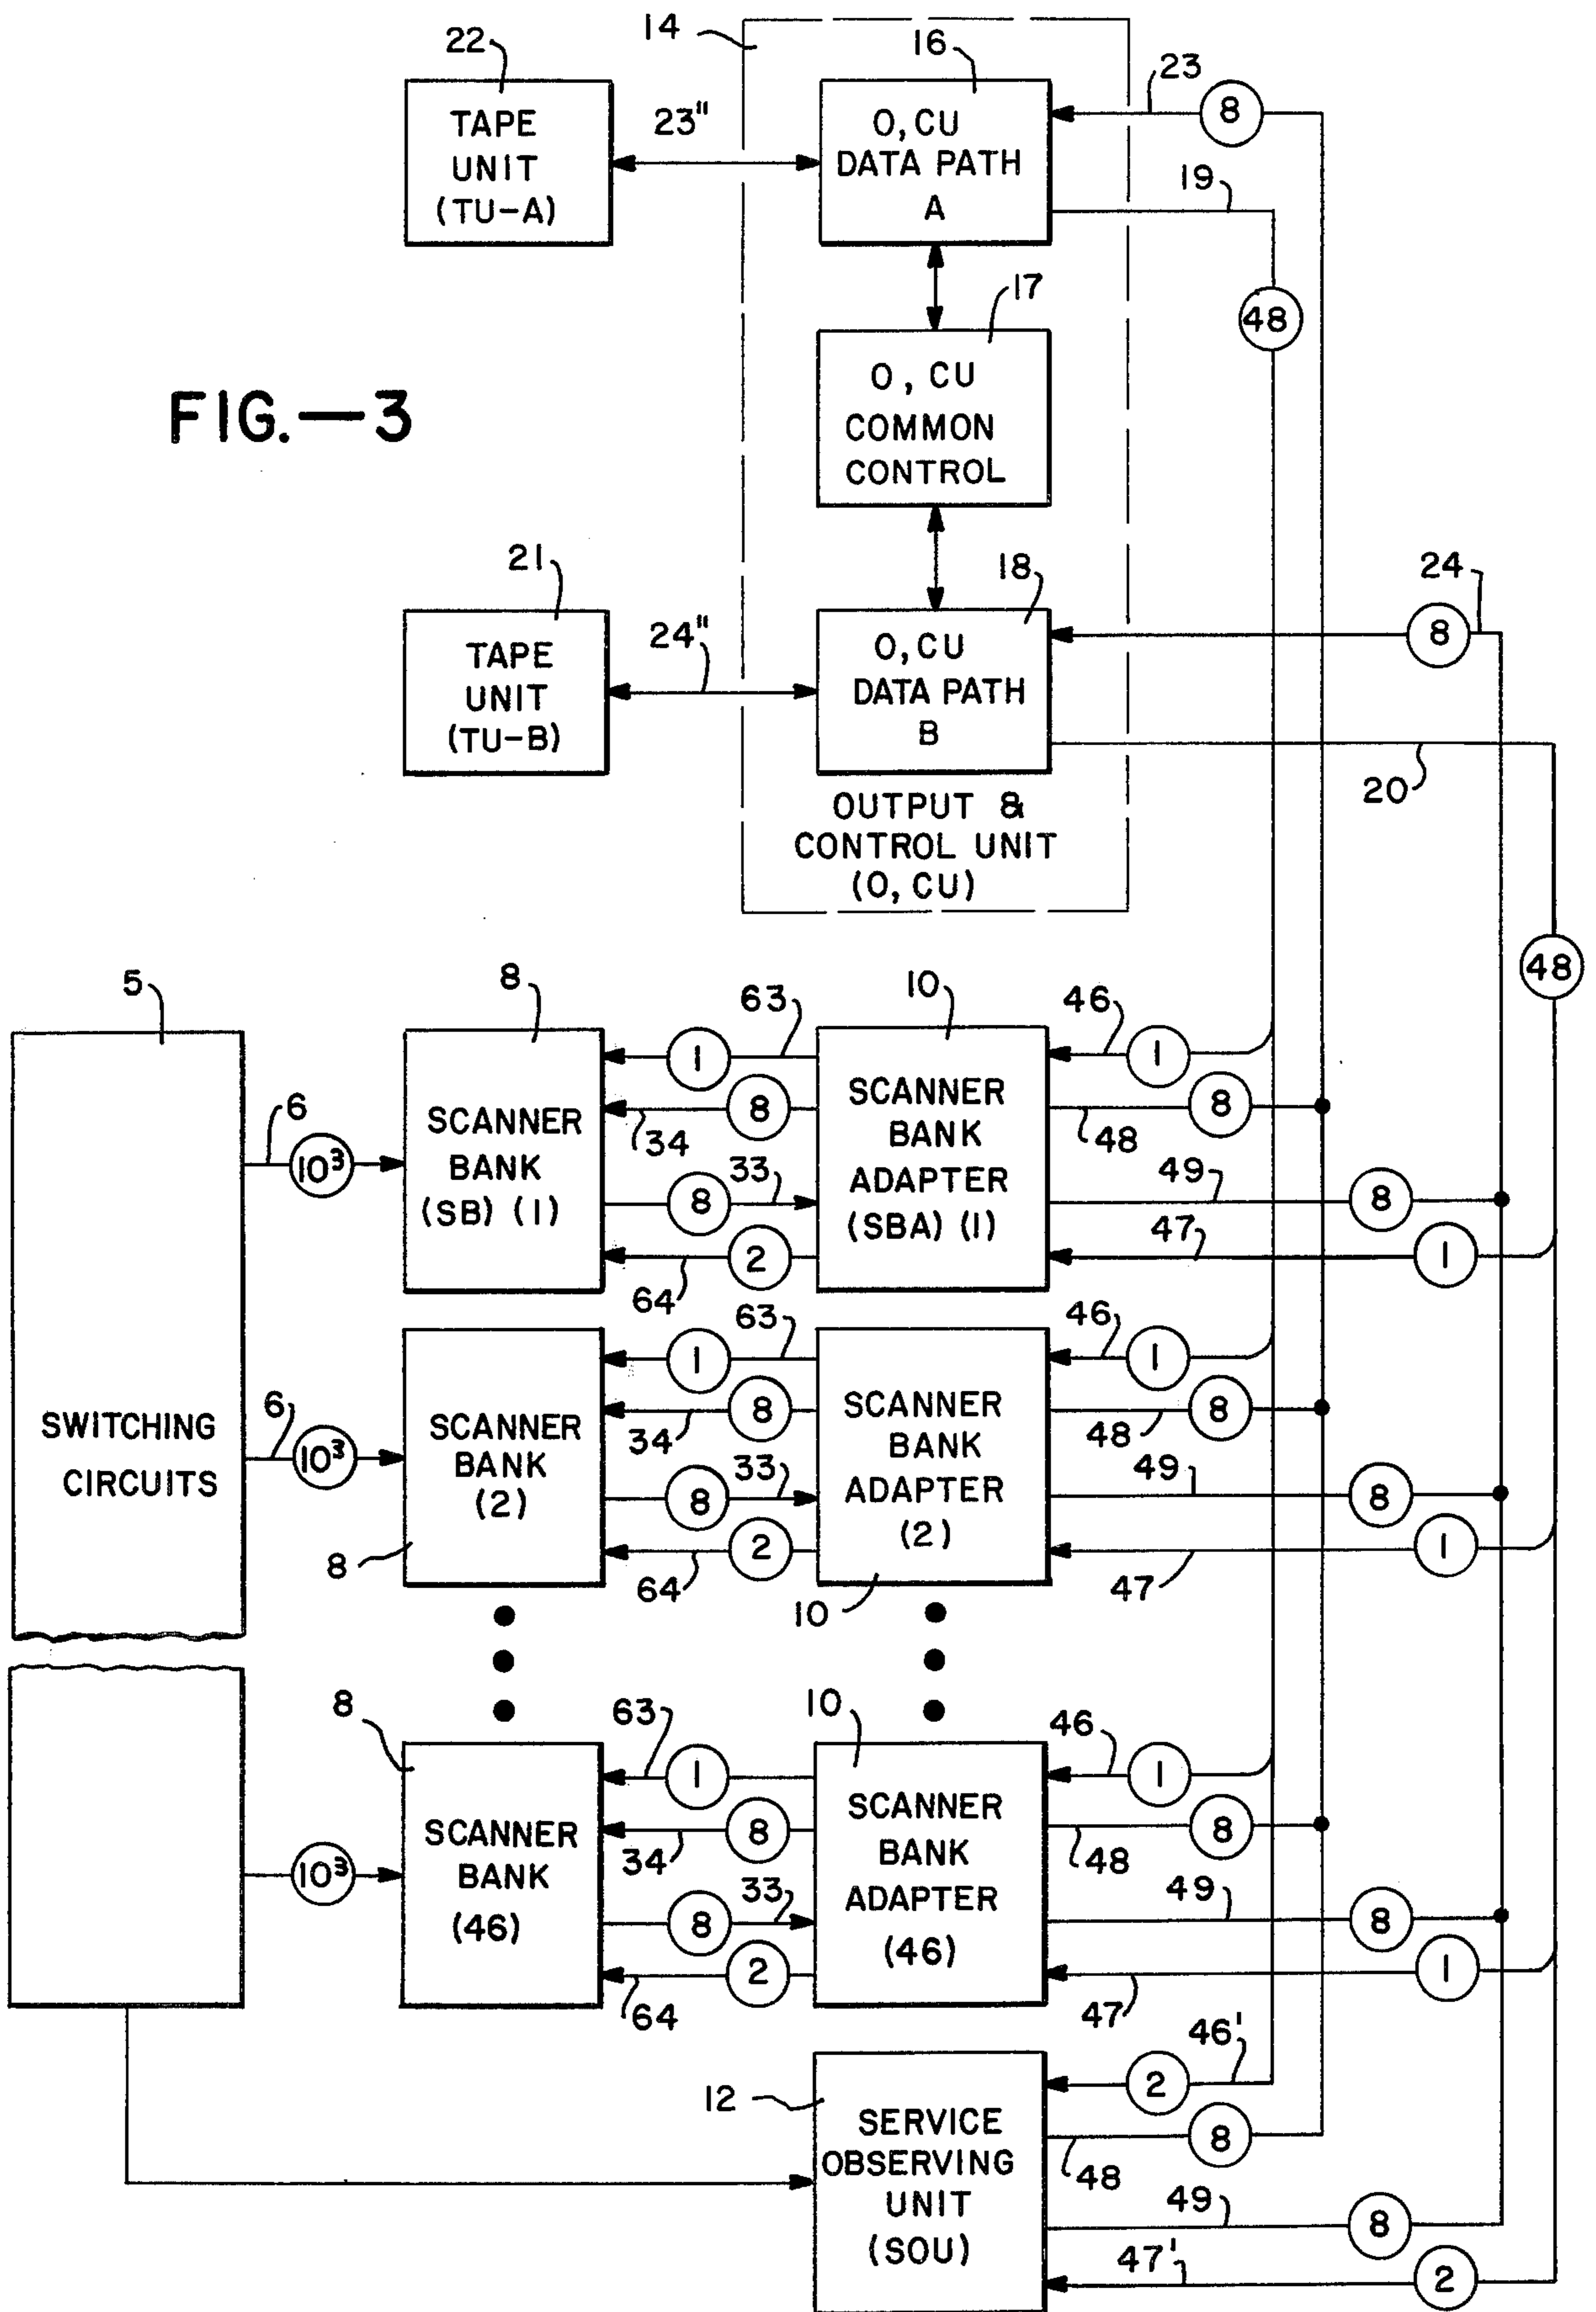 14
16
22
23
TAPE
UNIT
(TU-A)
23"
O, CU
DATA PATH
A
8
19
17
48
O, CU
COMMON
CONTROL
FIG.—3
21
18
24
TAPE
UNIT
(TU-B)
24"
O, CU
DATA PATH
B
8
20
OUTPUT &
CONTROL UNIT
(O, CU)
48
5
8
63
10
46
1
1
SCANNER
BANK
(SB) (1)
34
8
SCANNER
BANK
ADAPTER
(SBA) (1)
48
8
6
10³
8
33
49
8
64
2
47
1
63
46
1
1
SWITCHING
CIRCUITS
6
10³
SCANNER
BANK
(2)
34
8
SCANNER
BANK
ADAPTER
(2)
48
8
8
33
49
8
8
64
2
10
47
1
8
63
10
46
1
1
SCANNER
BANK
(46)
34
8
SCANNER
BANK
ADAPTER
(46)
48
8
10³
8
33
49
8
64
2
47
1
46'
12
2
SERVICE
OBSERVING
UNIT
(SOU)
48
8
49
8
47'
2